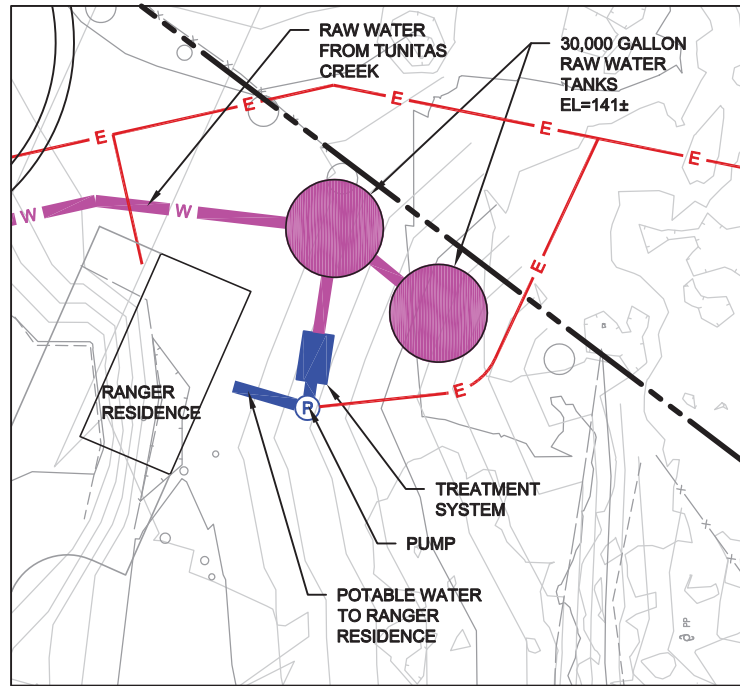 RAW WATER
FROM TUNITAS
CREEK
30,000 GALLON
RAW WATER
TANKS
EL=141±
E
E
E
E
E
W
W
E
RANGER
RESIDENCE
P
E
TREATMENT
SYSTEM
PUMP
POTABLE WATER
TO RANGER
RESIDENCE
PP